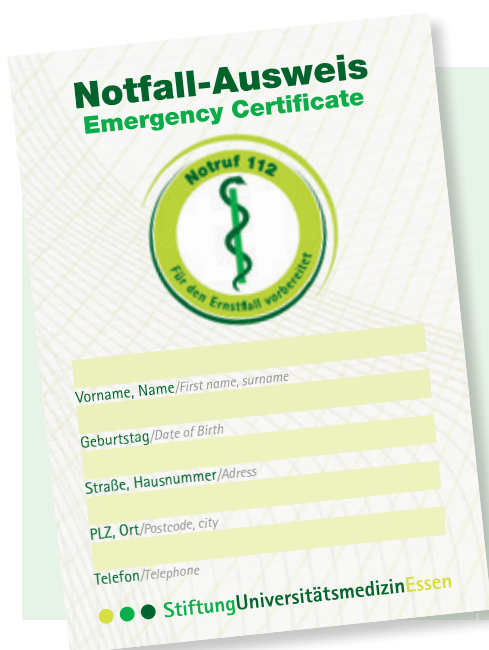 Notfall-Ausweis
Emergency Certificate
Notruf 112
Für den Ernstfall vorbereitet
Vorname, Name/First name, surname
Geburtstag/Date of Birth
Straße, Hausnummer/Adress
PLZ, Ort/Postcode, city
Telefon/Telephone
StiftungUniversitätsmedizinEssen